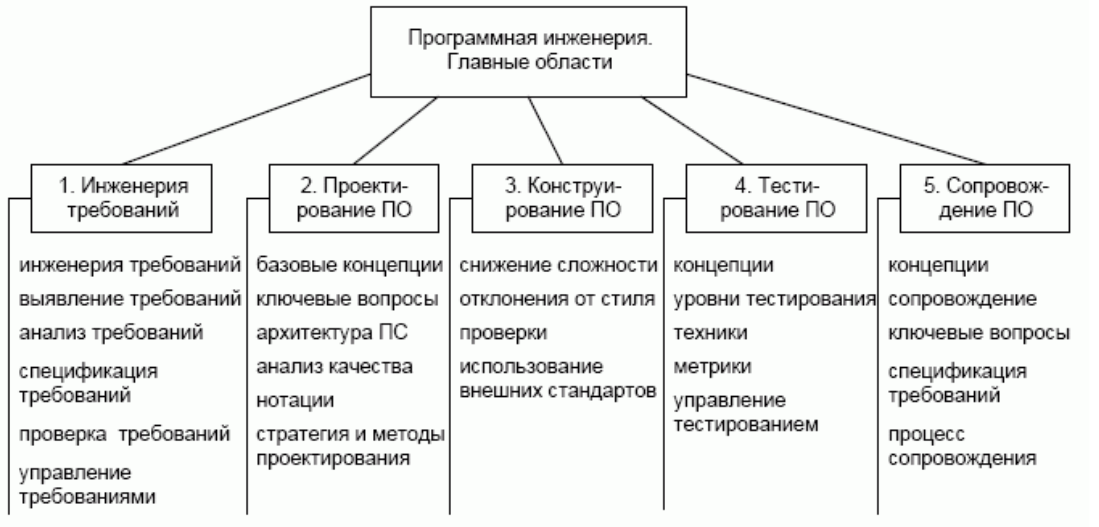 Программная инженерия.
Главные области
1. Инженерия
требований
инженерия требований
выявление требований
анализ требований
спецификация
требований
проверка требований
управление
требованиями
2. Проекти-
рование ПО
базовые концепции
ключевые вопросы
архитектура ПС
анализ качества
нотации
стратегия и методы
проектирования
3. Конструи-
рование ПО
снижение сложности
отклонения от стиля
проверки
использование
внешних стандартов
4. Тести-
рование ПО
концепции
уровни тестирования
техники
метрики
управление
тестированием
5. Сопровож-
дение ПО
концепции
сопровождение
ключевые вопросы
спецификация
требований
процесс
сопровождения